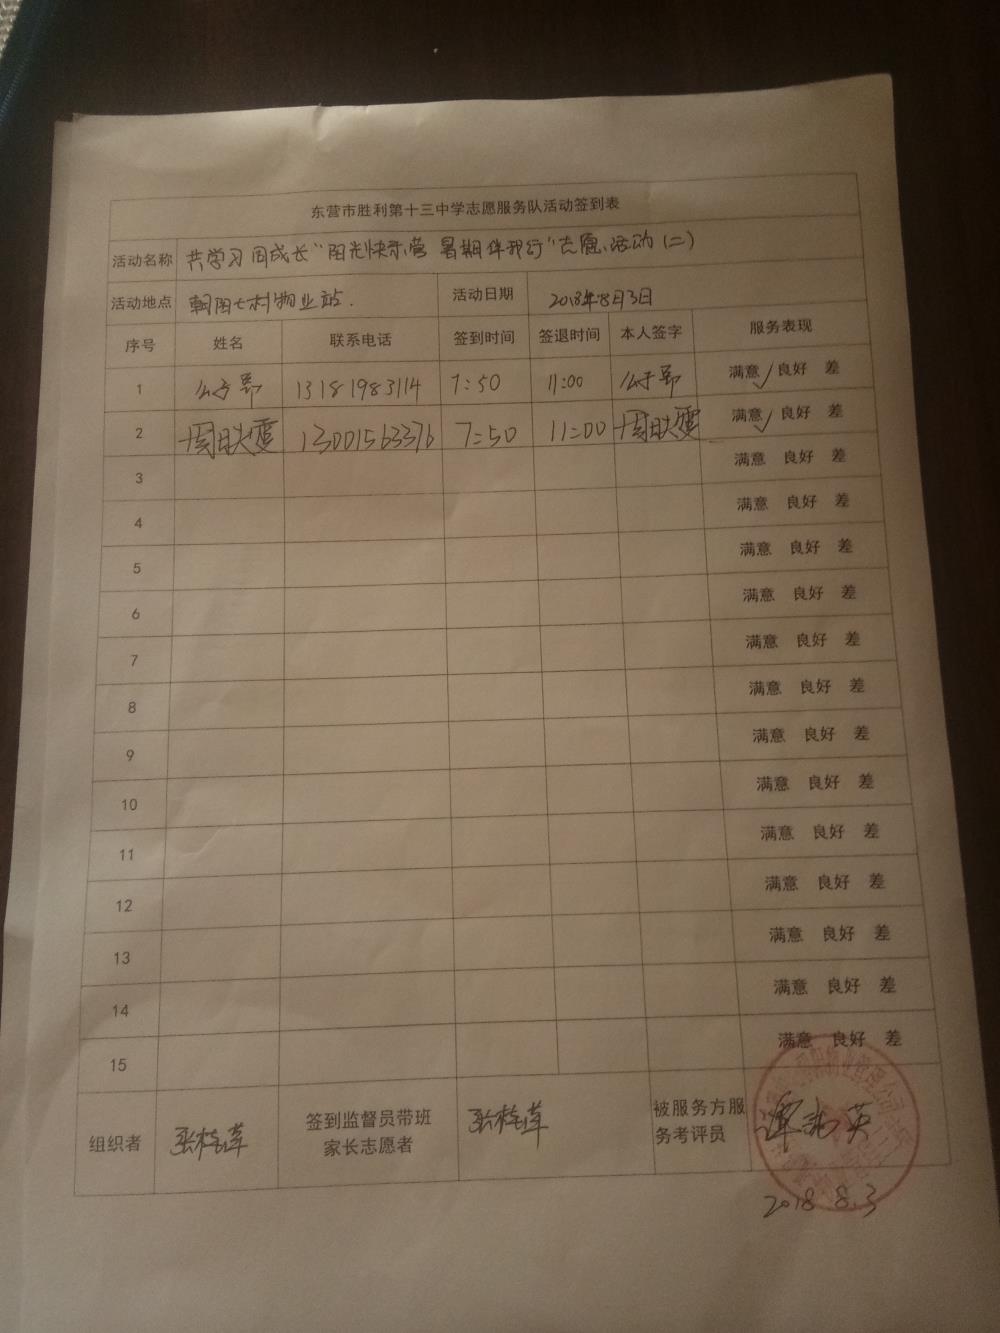 东营市胜利第十三中学志愿服务队活动签到表
活动名称 共学习 同成长“阳光快乐营 暑期伴我行”志愿活动(二)
活动地点 朝阳七村物业站. 活动日期 2018年8月3日
序号 姓名 联系电话 签到时间 签退时间 本人签字 服务表现
1 13181983114 7:50 11:00 满意✓ 良好 差
2 13001563376 7:50 11:00 满意✓ 良好 差
3 满意 良好 差
4 满意 良好 差
5 满意 良好 差
6 满意 良好 差
7 满意 良好 差
8 满意 良好 差
9 满意 良好 差
10 满意 良好 差
11 满意 良好 差
12 满意 良好 差
13 满意 良好 差
14 满意 良好 差
15 满意 良好 差
组织者 张桂莲 签到监督员带班 张桂莲 被服务方服
家长志愿者 务考评员
2018 8.3